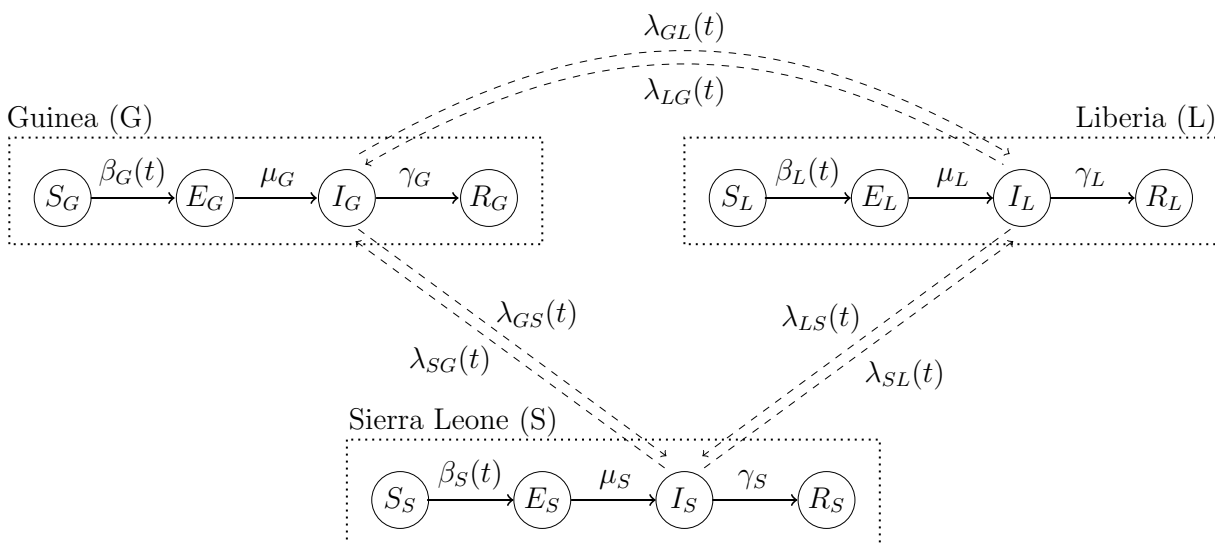 λ_{GL}(t)
λ_{LG}(t)
Guinea (G)
Liberia (L)
β_G(t) μ_G γ_G
S_G E_G I_G R_G
β_L(t) μ_L γ_L
S_L E_L I_L R_L
λ_{GS}(t)
λ_{SG}(t)
λ_{LS}(t)
λ_{SL}(t)
Sierra Leone (S)
β_S(t) μ_S γ_S
S_S E_S I_S R_S